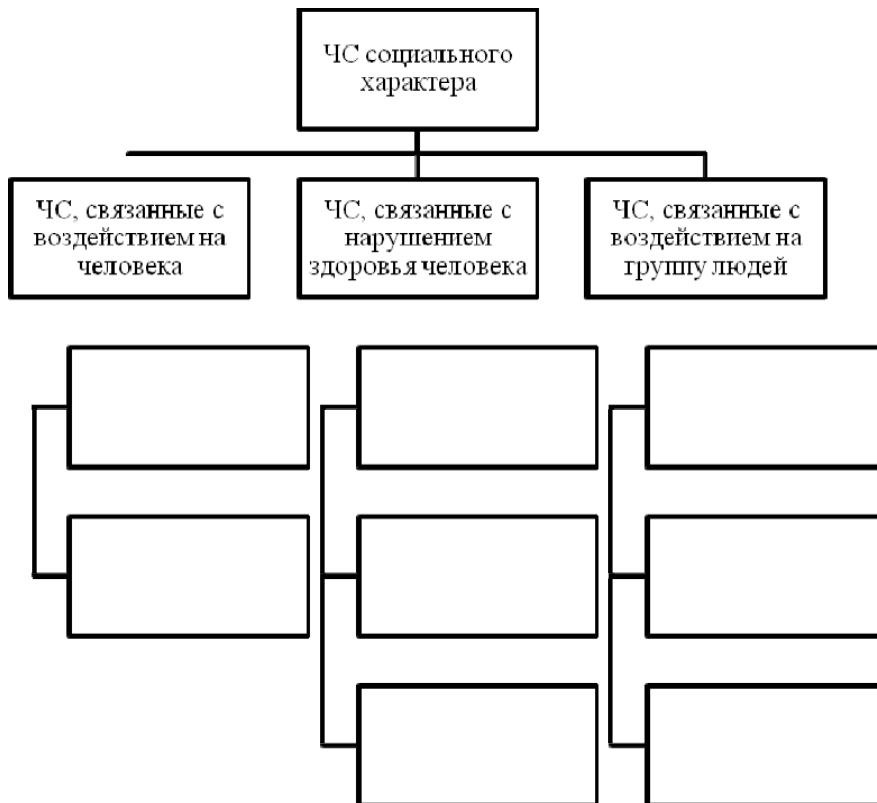 ЧС социального
характера
ЧС, связанные с
воздействием на
человека
ЧС, связанные с
нарушением
здоровья человека
ЧС, связанные с
воздействием на
группу людей